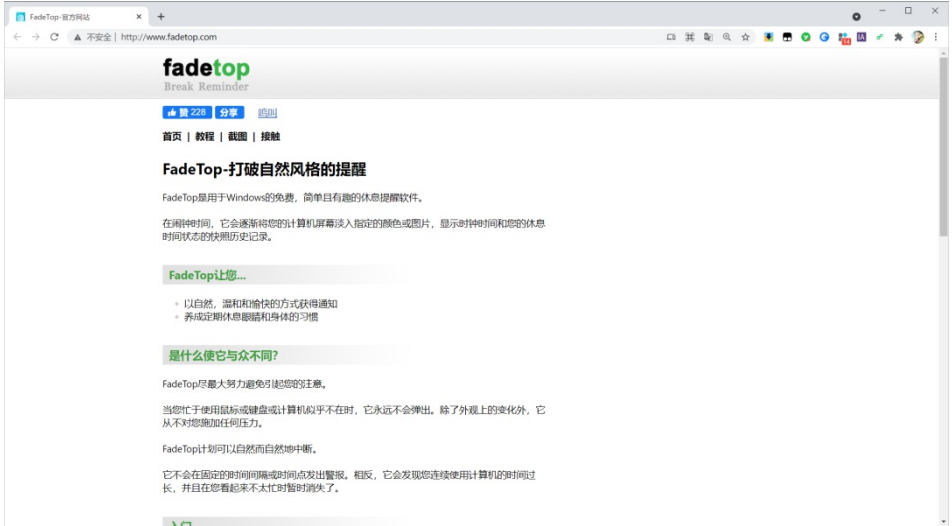 FadeTop-官方网站
不安全 | http://www.fadetop.com
14
IA
fadetop
Break Reminder
赞 228 分享 鸣叫
首页 | 教程 | 截图 | 接触
FadeTop-打破自然风格的提醒
FadeTop是用于Windows的免费，简单且有趣的休息提醒软件。
在闹钟时间，它会逐渐将您的计算机屏幕淡入指定的颜色或图片，显示时钟时间和您的休息
时间状态的快照历史记录。
FadeTop让您...
以自然，温和和愉快的方式获得通知
养成定期休息眼睛和身体的习惯
是什么使它与众不同?
FadeTop尽最大努力避免引起您的注意。
当您忙于使用鼠标或键盘或计算机似乎不在时，它永远不会弹出。除了外观上的变化外，它
从不对您施加任何压力。
FadeTop计划可以自然而自然地中断。
它不会在固定的时间间隔或时间点发出警报。相反，它会发现您连续使用计算机的时间过
长，并且在您看起来不太忙时暂时消失了。
入门